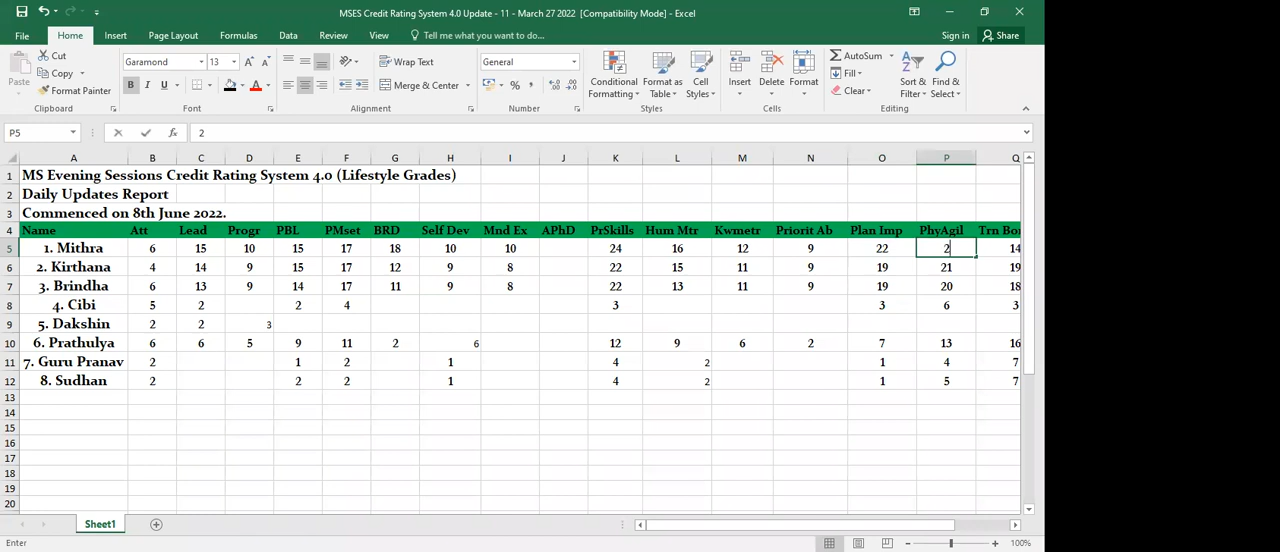 MSES Credit Rating System 4.0 Update - 11 - March 27 2022 [Compatibility Mode] - Excel
File Home Insert Page Layout Formulas Data Review View Tell me what you want to do... Sign in Share
Paste Cut Copy Format Painter Clipboard
Garamond 13 A A B I U A Font
Wrap Text Merge & Center Alignment
General % , Number
Conditional Formatting Format as Table Cell Styles Styles
Insert Delete Format Cells
AutoSum Fill Clear Sort & Filter Find & Select Editing
P5 fx 2
A B C D E F G H I J K L M N O P Q
1 MS Evening Sessions Credit Rating System 4.0 (Lifestyle Grades)
2 Daily Updates Report
3 Commenced on 8th June 2022.
4 Name Att Lead Progr PBL PMset BRD Self Dev Mnd Ex APhD PrSkills Hum Mtr Kwmetr Priorit Ab Plan Imp PhyAgil Trn Bo
5 1. Mithra 6 15 10 15 17 18 10 10 24 16 12 9 22 2 14
6 2. Kirthana 4 14 9 15 17 12 9 8 22 15 11 9 19 21 19
7 3. Brindha 6 13 9 14 17 11 9 8 22 13 11 9 19 20 18
8 4. Cibi 5 2 2 4 3 3 6 3
9 5. Dakshin 2 2 3
10 6. Prathulya 6 6 5 9 11 2 6 12 9 6 2 7 13 16
11 7. Guru Pranav 2 1 2 1 4 2 1 4 7
12 8. Sudhan 2 2 2 1 4 2 1 5 7
13
14
15
16
17
18
19
20
Sheet1
Enter 100%